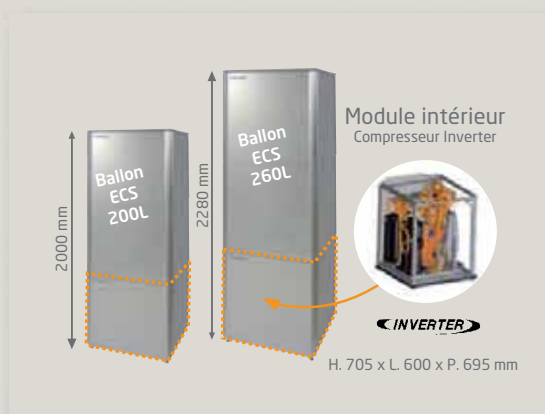 Ballon
ECS
200L
2000 mm
Ballon
ECS
260L
2280 mm
Module intérieur
Compresseur Inverter
INVERTER
H. 705 x L. 600 x P. 695 mm